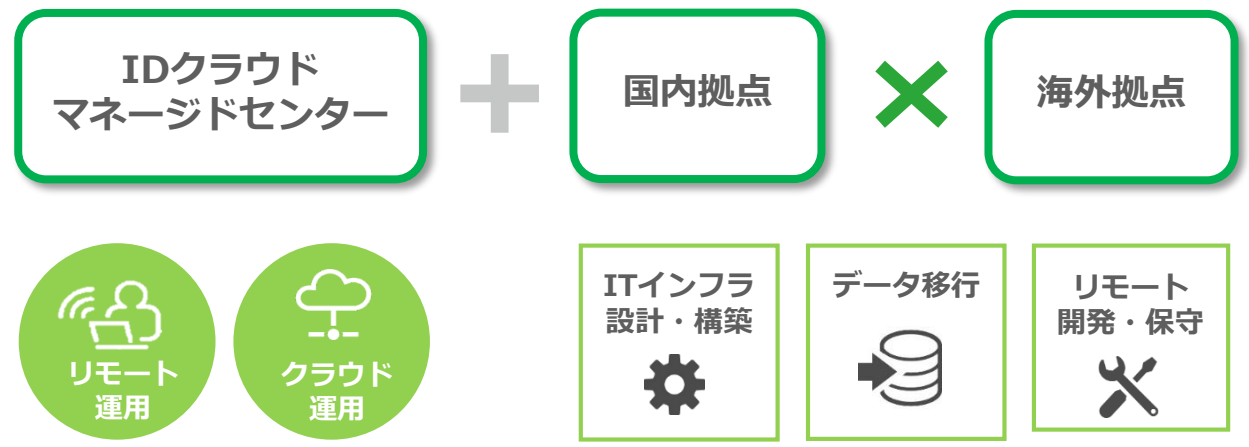 IDクラウド
マネージドセンター
国内拠点
海外拠点
リモート
運用
クラウド
運用
ITインフラ
設計・構築
データ移行
リモート
開発・保守